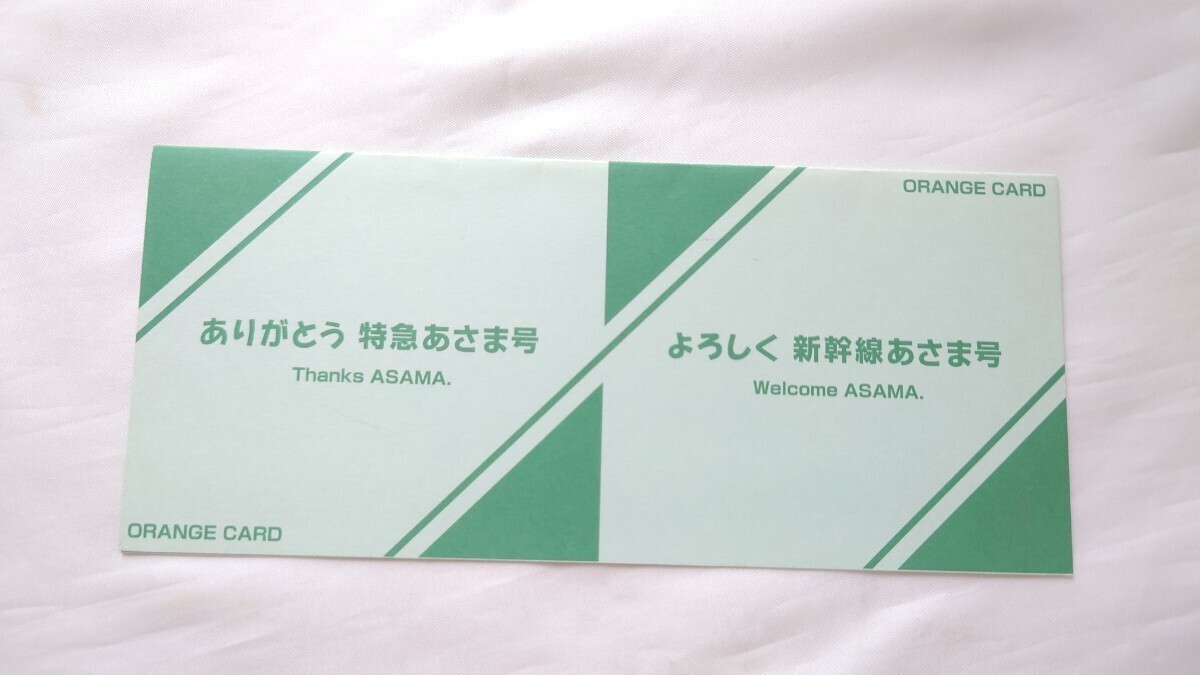 ありがとう 特急あさま号
Thanks ASAMA.
ORANGE CARD
ORANGE CARD
よろしく 新幹線あさま号
Welcome ASAMA.